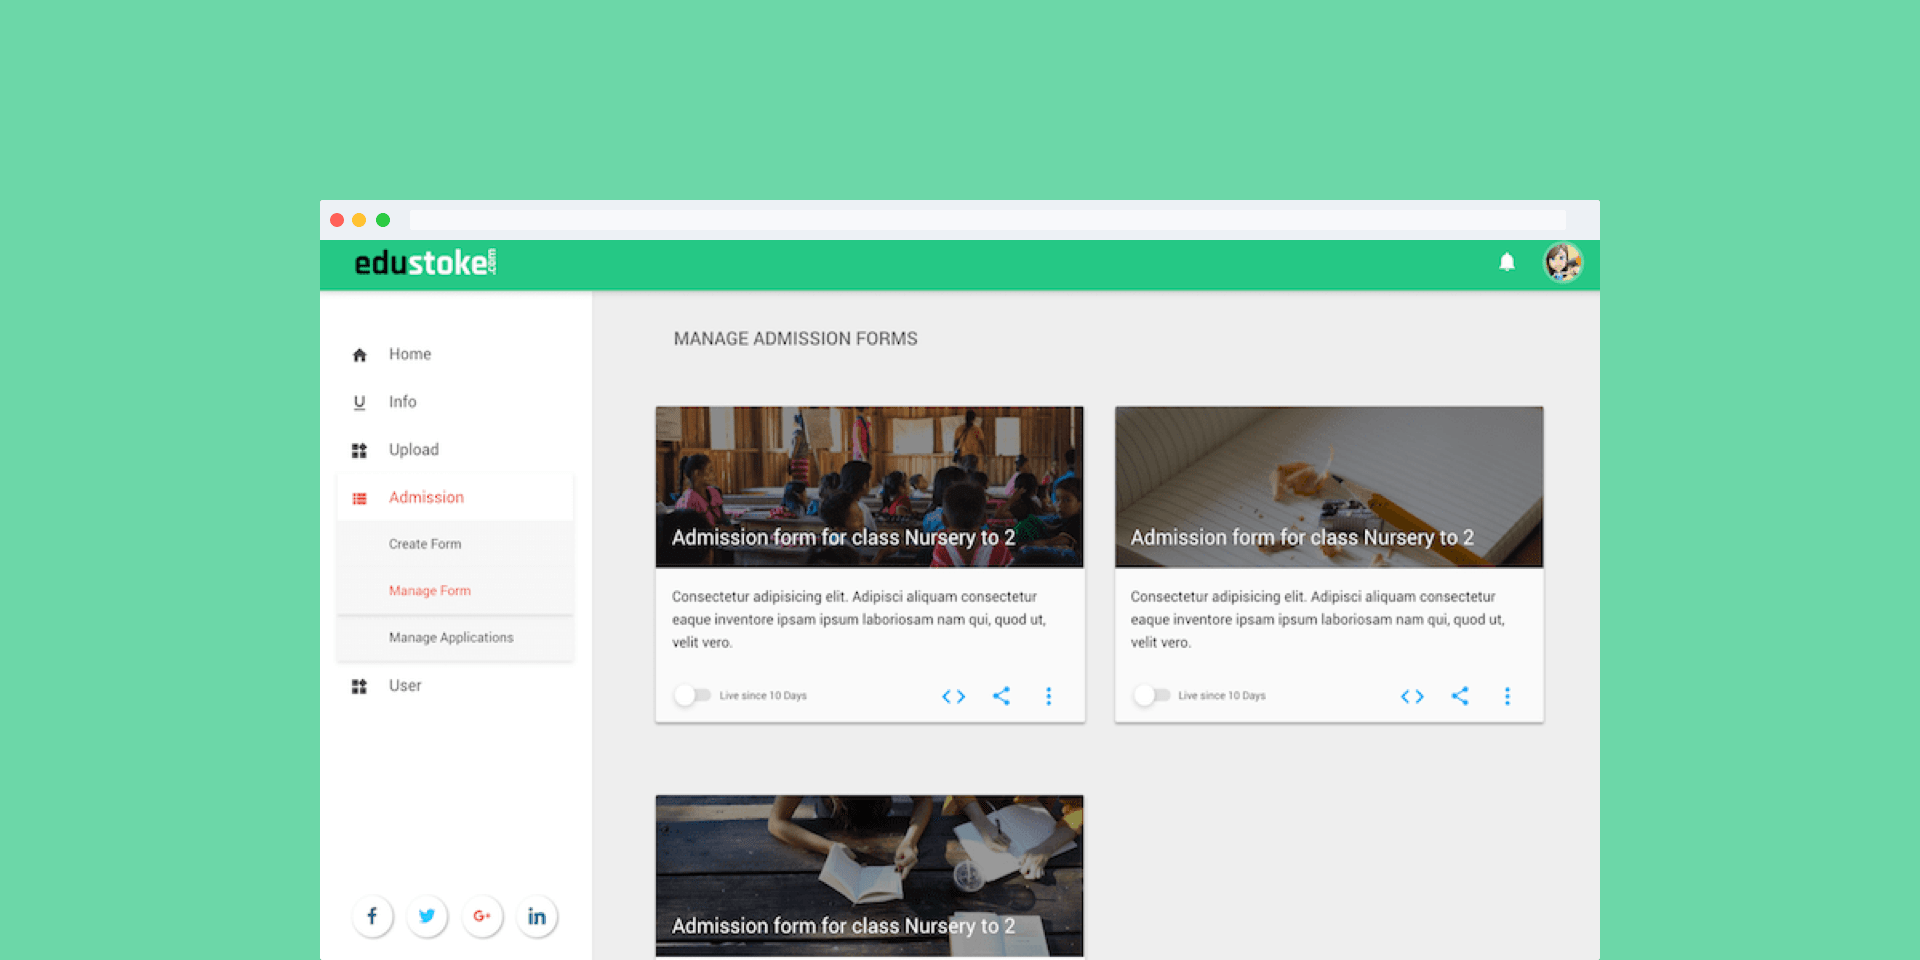 edustoke.com
Home
Info
Upload
Admission
Create Form
Manage Form
Manage Applications
User
MANAGE ADMISSION FORMS
Admission form for class Nursery to 2
Consectetur adipisicing elit. Adipisci aliquam consectetur
eaque inventore ipsam ipsum laboriosam nam qui, quod ut,
velit vero.
Live since 10 Days
Admission form for class Nursery to 2
Consectetur adipisicing elit. Adipisci aliquam consectetur
eaque inventore ipsam ipsum laboriosam nam qui, quod ut,
velit vero.
Live since 10 Days
Admission form for class Nursery to 2